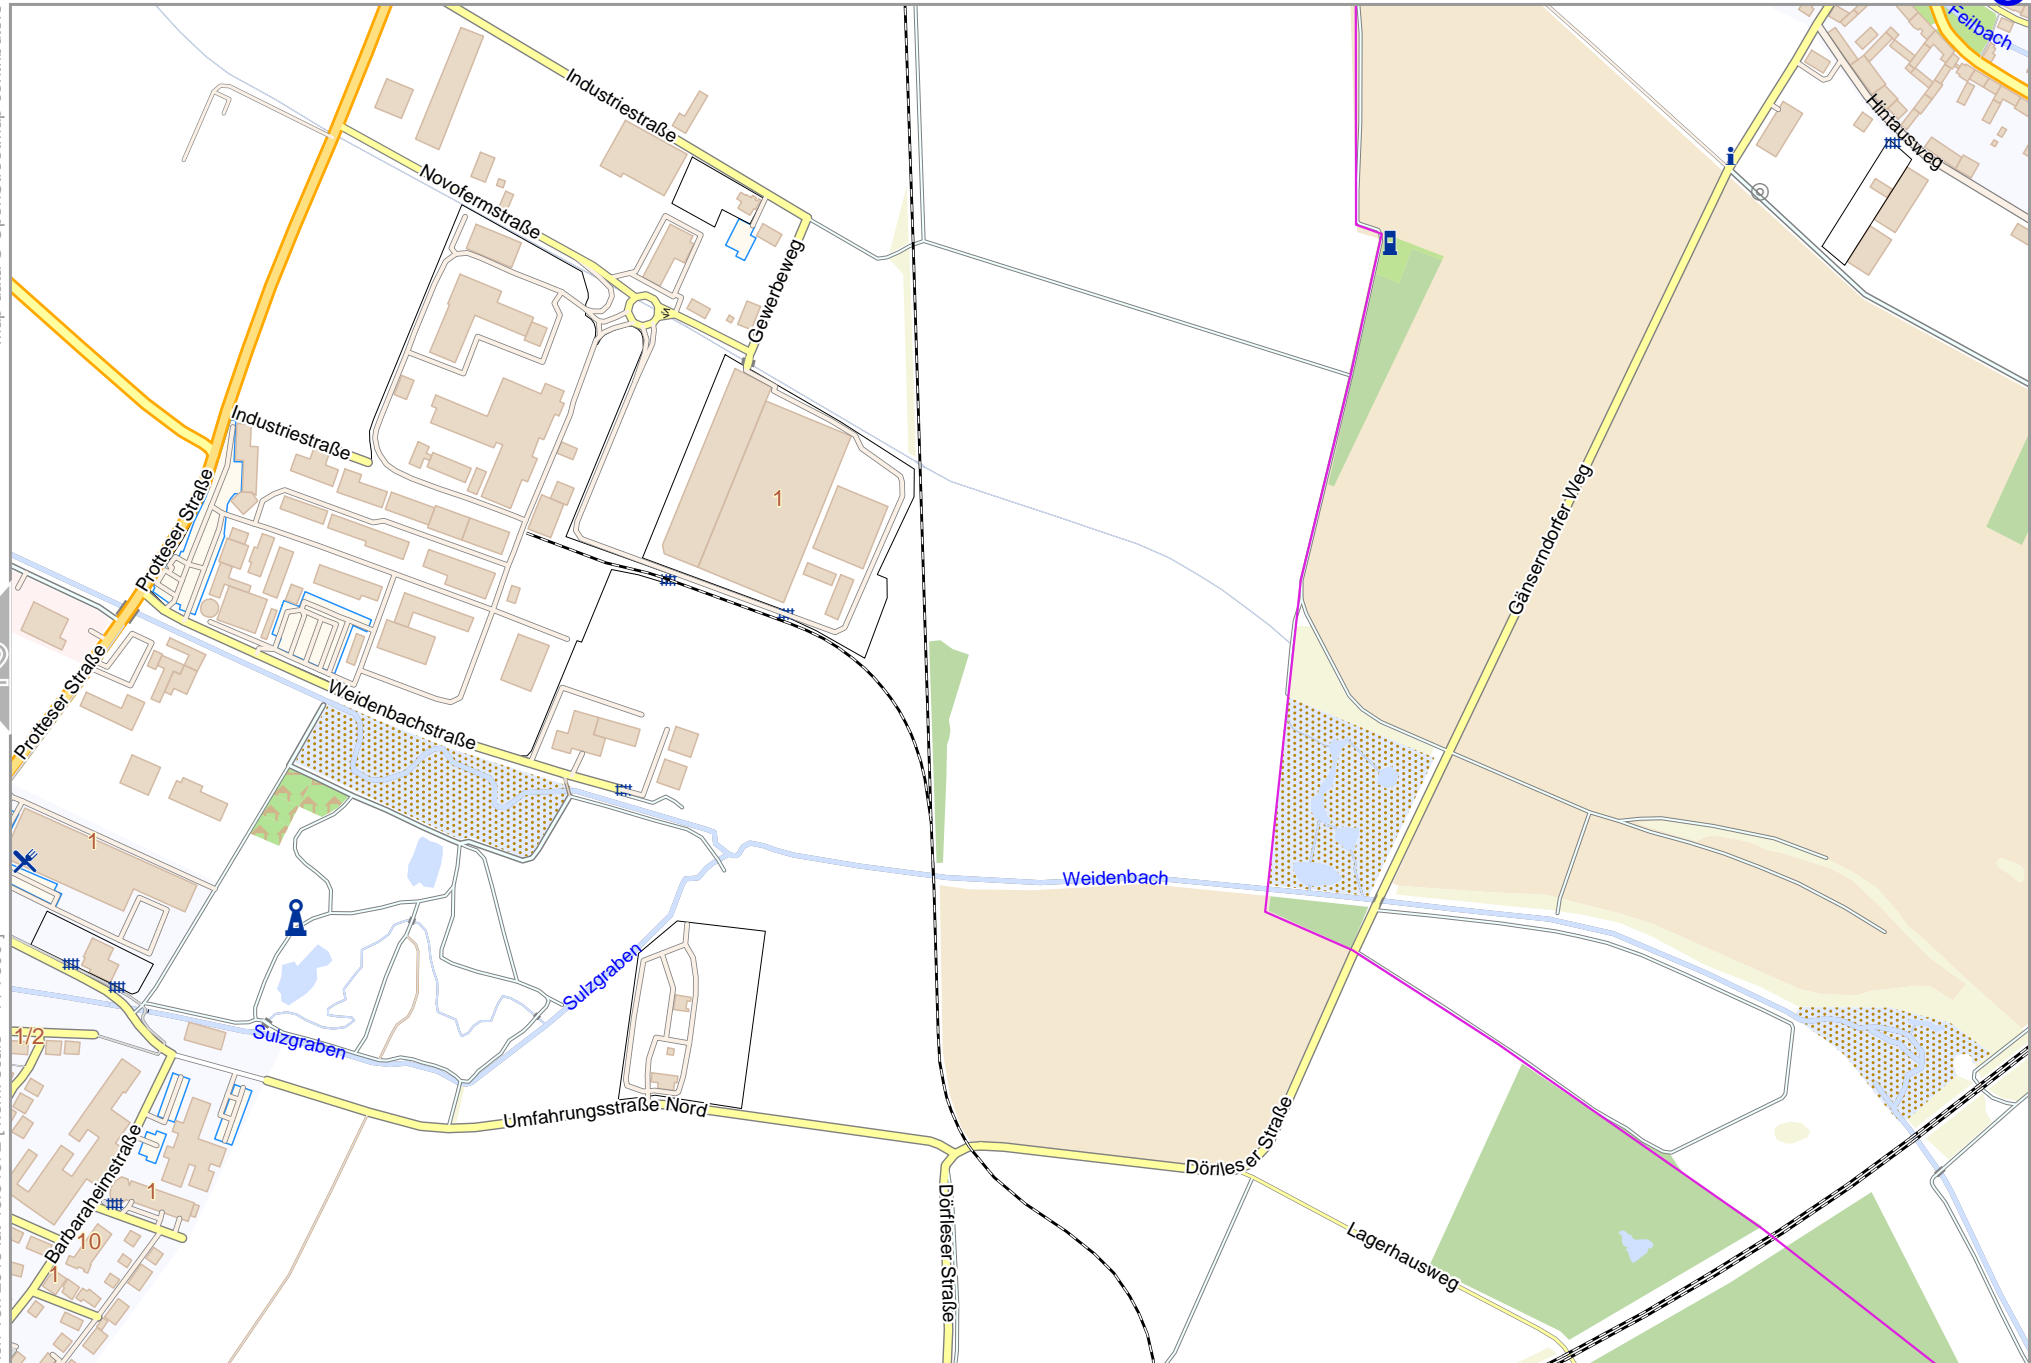 Feilbach
Industriestraße
Hintausweg
Novofermstraße
Gewerbeweg
Industriestraße
1
Protteser Straße
Gänserndorfer Weg
Protteser Straße
Weidenbachstraße
1
Weidenbach
Sulzgraben
1/2
Sulzgraben
Umfahrungsstraße Nord
Dörfleser Straße
Barbaraheimstraße
1
10
1
Dörfleser Straße
Lagerhausweg